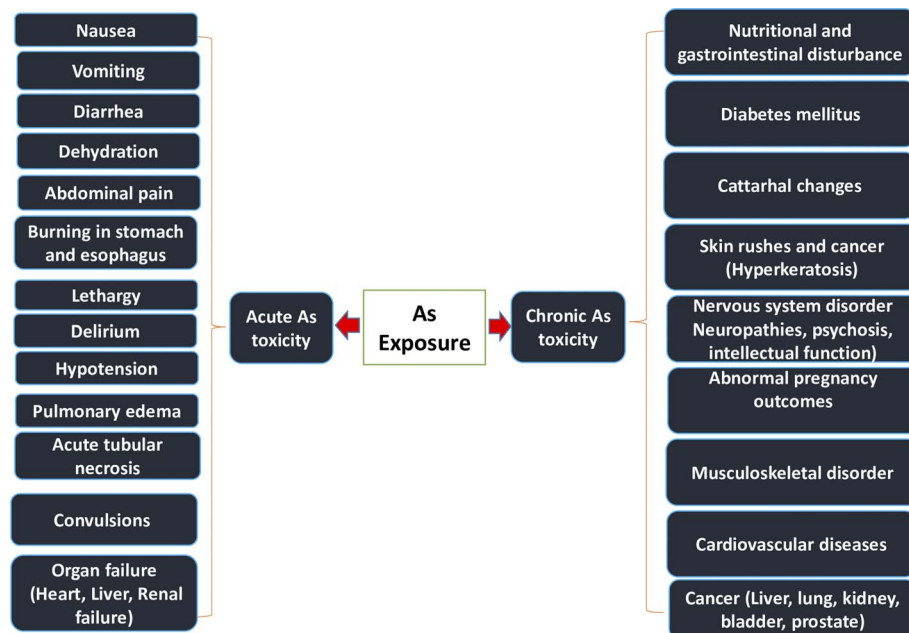 Nausea
Vomiting
Diarrhea
Dehydration
Abdominal pain
Burning in stomach
and esophagus
Lethargy
Delirium
Hypotension
Pulmonary edema
Acute tubular
necrosis
Convulsions
Organ failure
(Heart, Liver, Renal
failure)
Acute As
toxicity
As
Exposure
Chronic As
toxicity
Nutritional and
gastrointestinal disturbance
Diabetes mellitus
Cattarhal changes
Skin rushes and cancer
(Hyperkeratosis)
Nervous system disorder
Neuropathies, psychosis,
intellectual function)
Abnormal pregnancy
outcomes
Musculoskeletal disorder
Cardiovascular diseases
Cancer (Liver, lung, kidney,
bladder, prostate)